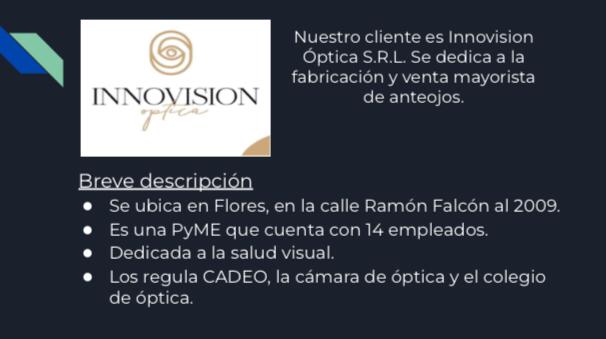 INNOVISION
óptica
Nuestro cliente es Innovision
Óptica S.R.L. Se dedica a la
fabricación y venta mayorista
de anteojos.
Breve descripción
● Se ubica en Flores, en la calle Ramón Falcón al 2009.
● Es una PyME que cuenta con 14 empleados.
● Dedicada a la salud visual.
● Los regula CADEO, la cámara de óptica y el colegio
de óptica.